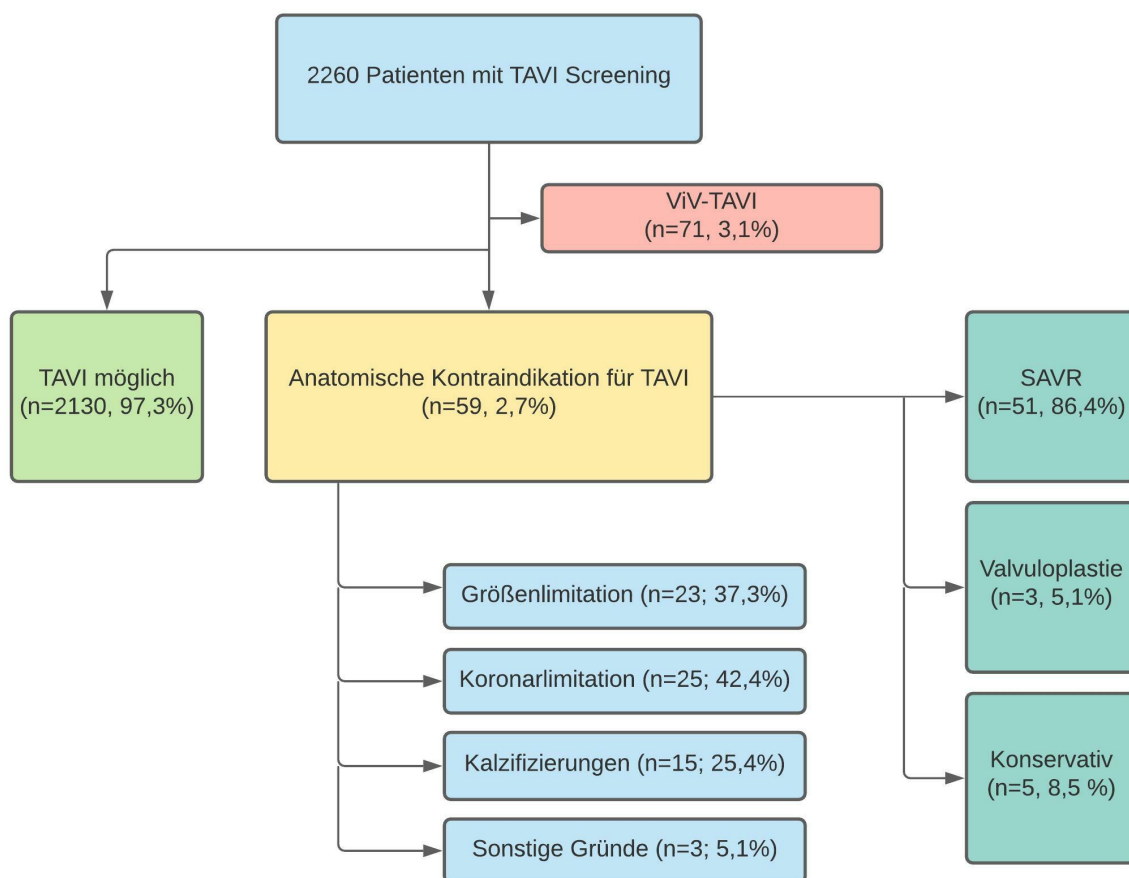 2260 Patienten mit TAVI Screening
ViV-TAVI
(n=71, 3,1%)
TAVI möglich
(n=2130, 97,3%)
Anatomische Kontraindikation für TAVI
(n=59, 2,7%)
SAVR
(n=51, 86,4%)
Größenlimitation (n=23; 37,3%)
Valvuloplastie
(n=3, 5,1%)
Koronarlimitation (n=25; 42,4%)
Kalzifizierungen (n=15; 25,4%)
Konservativ
(n=5, 8,5 %)
Sonstige Gründe (n=3; 5,1%)